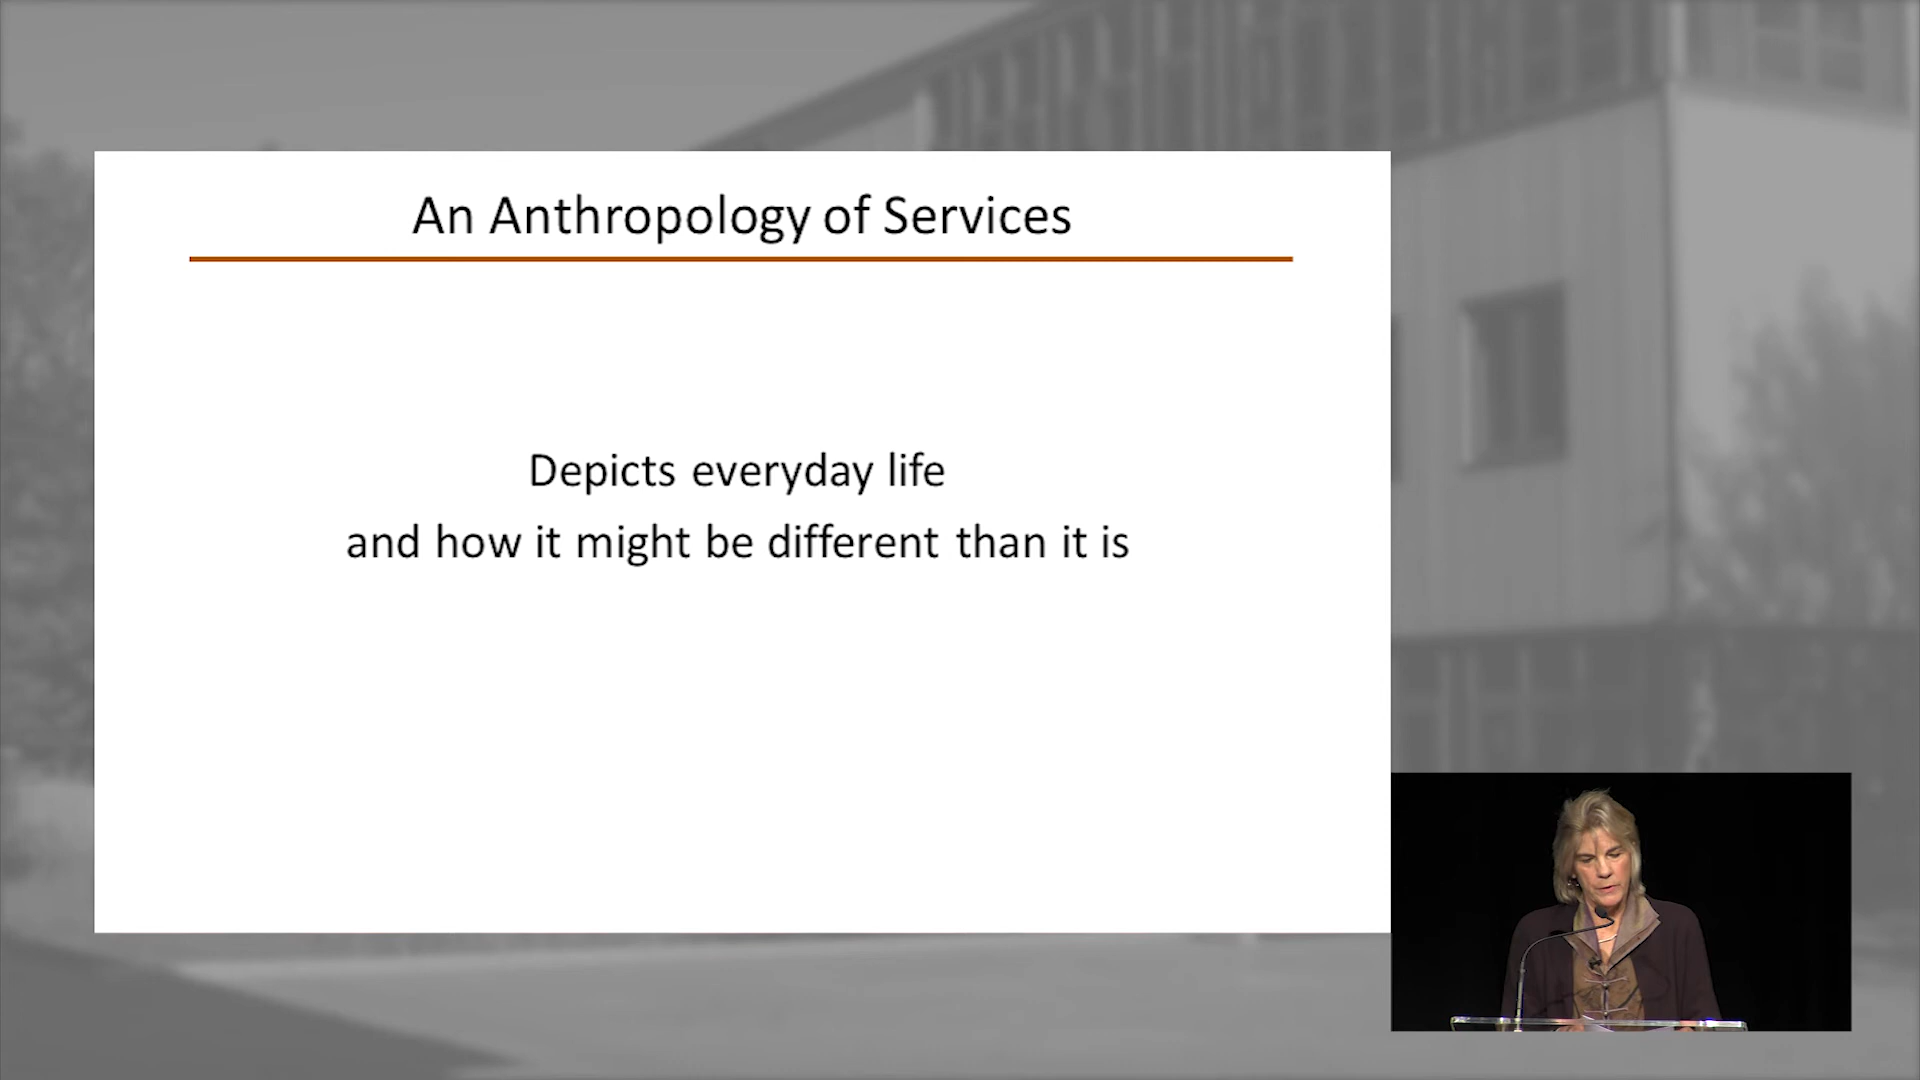 An Anthropology of Services
Depicts everyday life
and how it might be different than it is